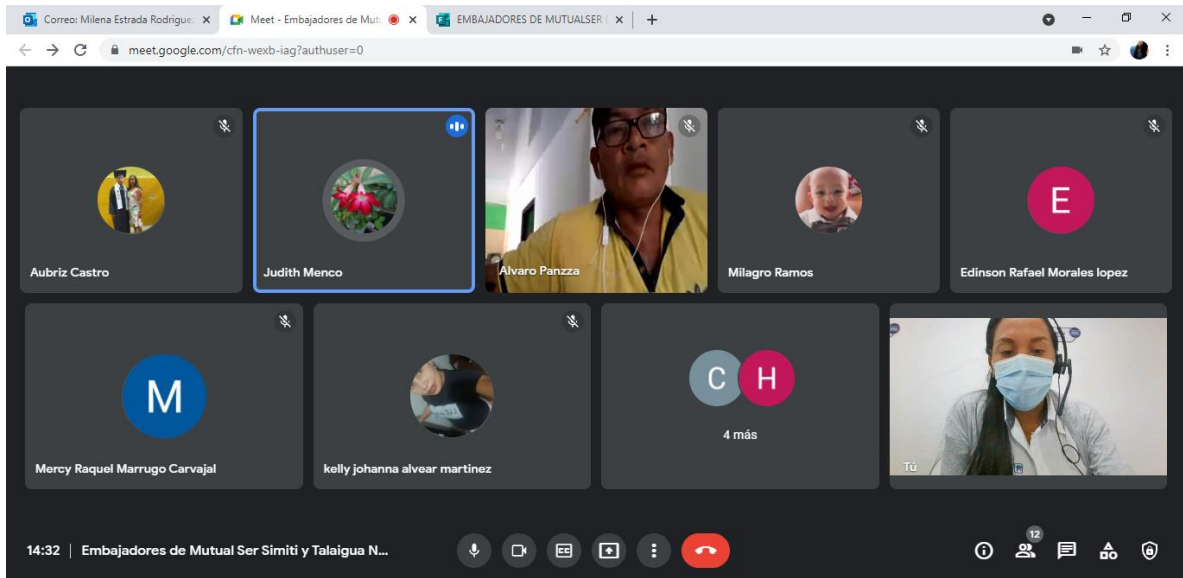 Correo: Milena Estrada Rodrigue
Meet - Embajadores de Mut
EMBAJADORES DE MUTUALSER
meet.google.com/cfn-wexb-iag?authuser=0
Aubriz Castro
Judith Menco
Alvaro Panzza
Milagro Ramos
E
Edinson Rafael Morales lopez
M
Mercy Raquel Marrugo Carvajal
kelly johanna alvear martinez
C H
4 más
Tú
14:32 | Embajadores de Mutual Ser Simiti y Talaigua N...
CC
12